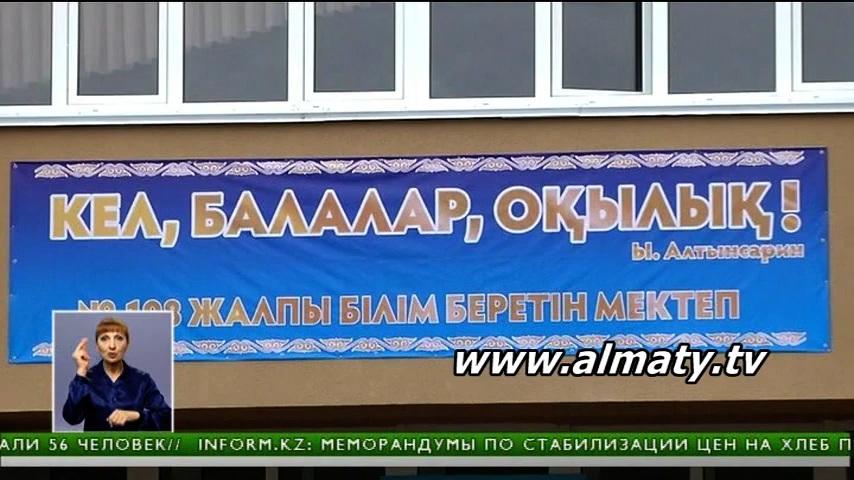 КЕЛ, БАЛАЛАР, ОҚЫЛЫҚ!
Ы. Алтынсарин
ЖАЛПЫ БІЛІМ БЕРЕТІН МЕКТЕП
www.almaty.tv
АЛИ 56 ЧЕЛОВЕК// INFORM.KZ: МЕМОРАНДУМЫ ПО СТАБИЛИЗАЦИИ ЦЕН НА ХЛЕБ П